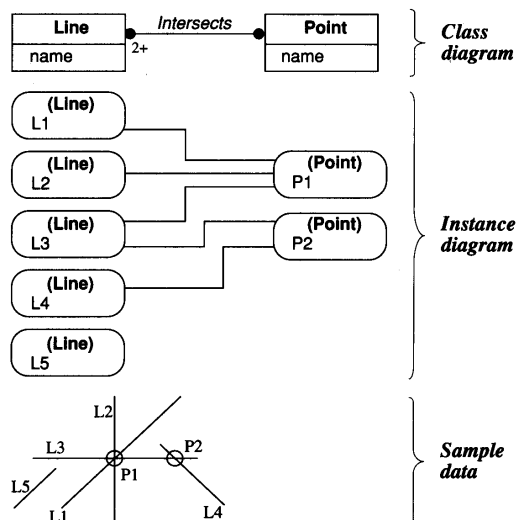 Line
Intersects
Point
2+
name
name
Class
diagram
(Line)
L1
(Line)
L2
(Point)
P1
(Line)
L3
(Point)
P2
(Line)
L4
(Line)
L5
Instance
diagram
L2
L3
P2
P1
L5
L1
L4
Sample
data